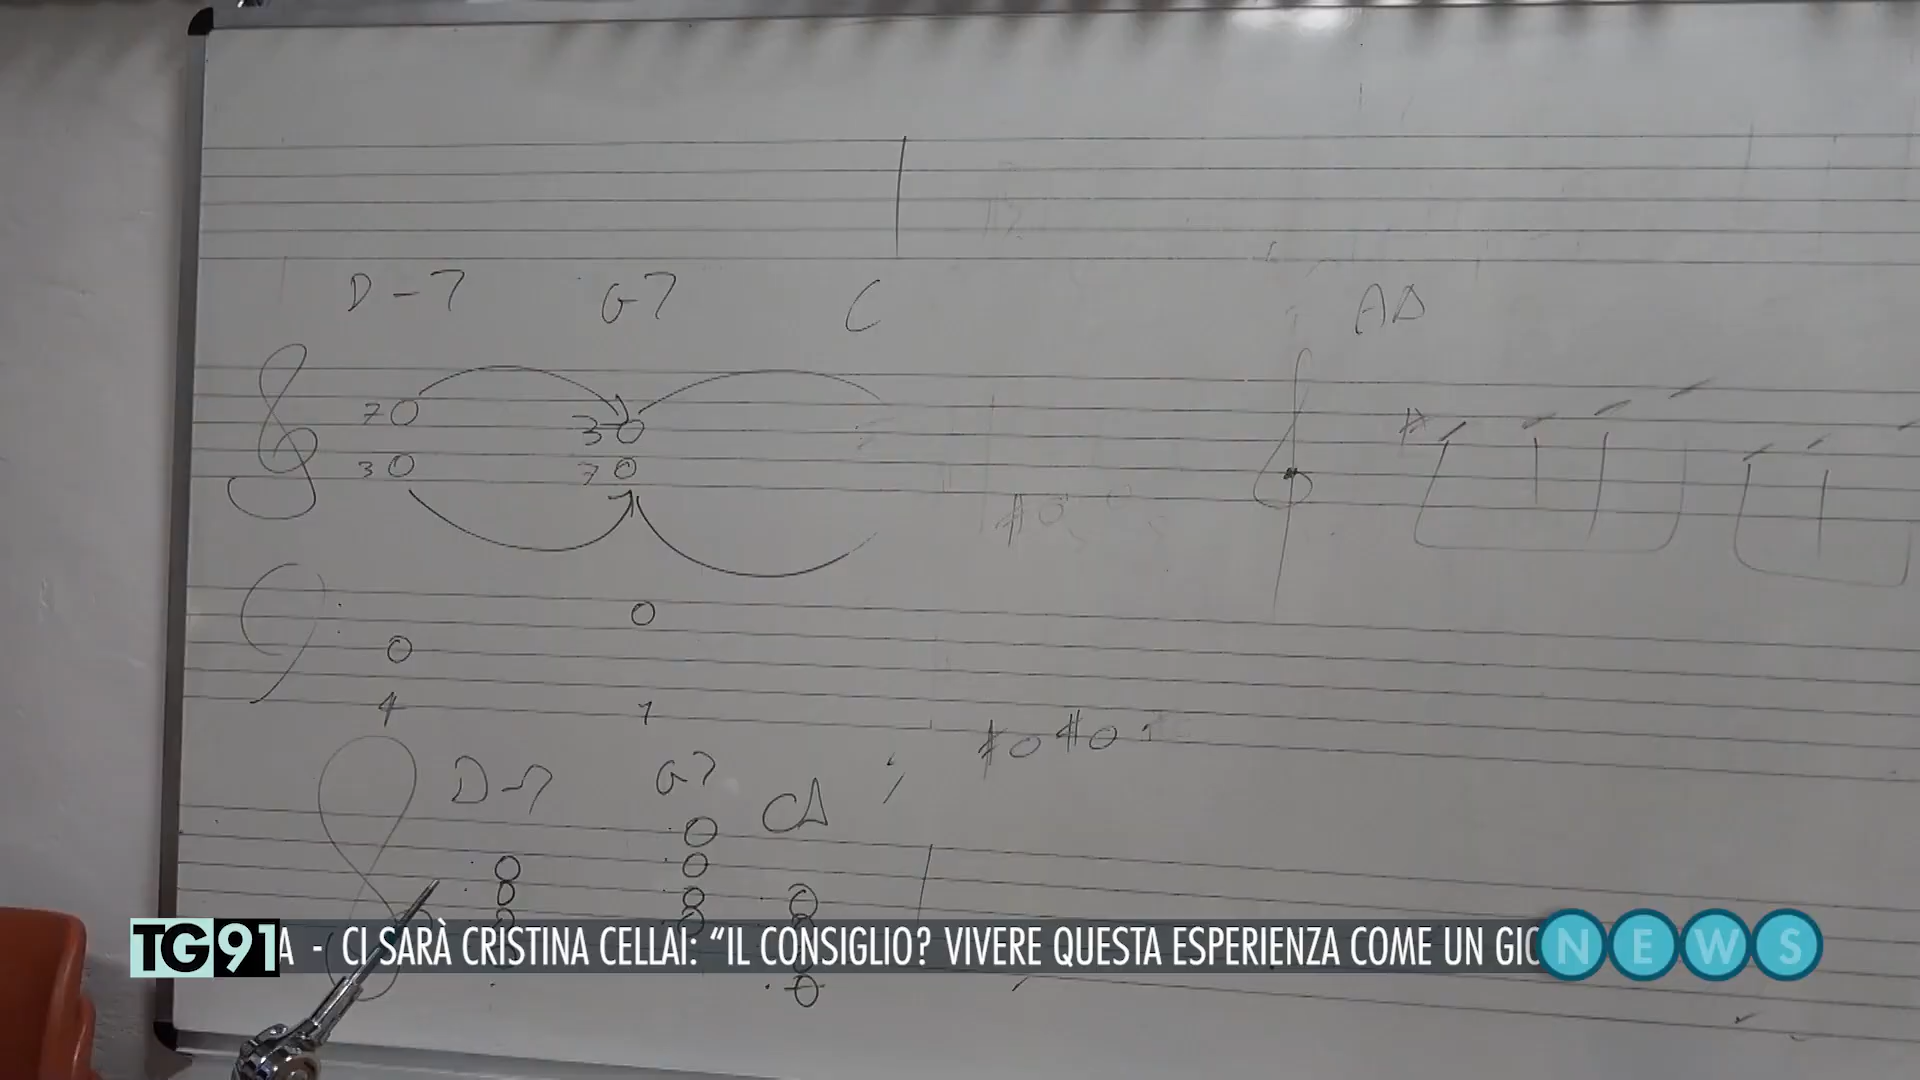 D-7 G7 C AΔ
7 3 #
3 7
4 1
# #
D-7 G7 CΔ
TG91 A - CI SARÀ CRISTINA CELLAI: “IL CONSIGLIO? VIVERE QUESTA ESPERIENZA COME UN GIO NEWS